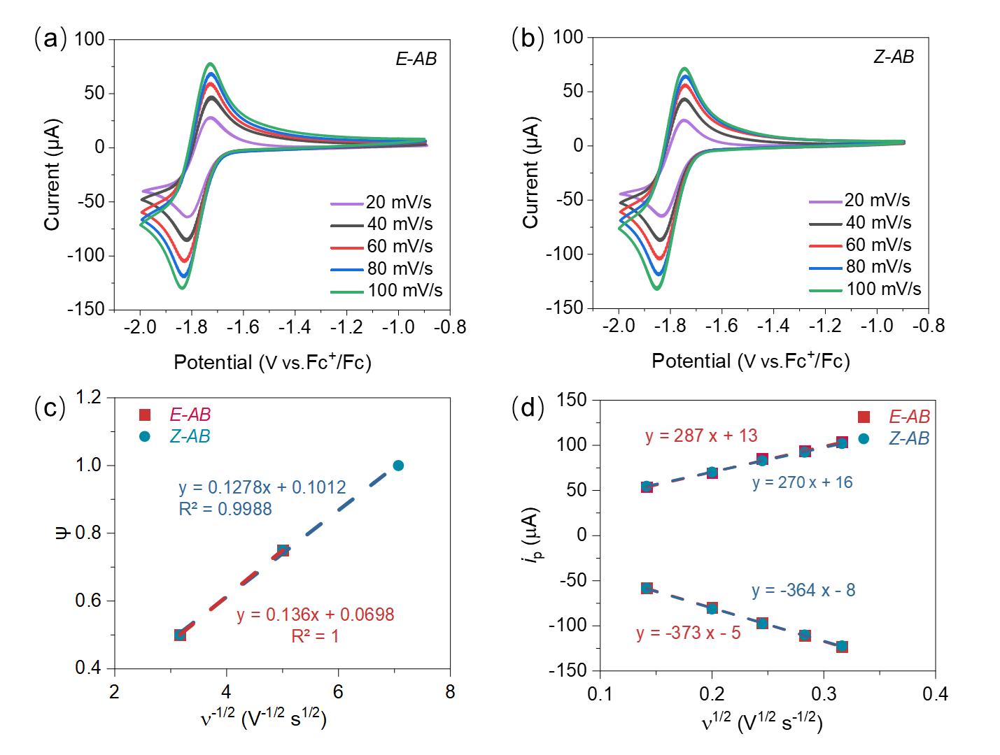 (a)
E-AB
100
50
0
-50
-100
-150
Current (μA)
20 mV/s
40 mV/s
60 mV/s
80 mV/s
100 mV/s
-2.0 -1.8 -1.6 -1.4 -1.2 -1.0 -0.8
Potential (V vs.Fc⁺/Fc)
(b)
Z-AB
100
50
0
-50
-100
-150
Current (μA)
20 mV/s
40 mV/s
60 mV/s
80 mV/s
100 mV/s
-2.0 -1.8 -1.6 -1.4 -1.2 -1.0 -0.8
Potential (V vs.Fc⁺/Fc)
(c)
1.2
1.0
0.8
0.6
0.4
Ψ
E-AB
Z-AB
y = 0.1278x + 0.1012
R² = 0.9988
y = 0.136x + 0.0698
R² = 1
2 4 6 8
ν⁻¹/² (V⁻¹/² s¹/²)
(d)
150
100
50
0
-50
-100
-150
iₚ (μA)
E-AB
Z-AB
y = 287 x + 13
y = 270 x + 16
y = -364 x - 8
y = -373 x - 5
0.1 0.2 0.3 0.4
ν¹/² (V¹/² s⁻¹/²)